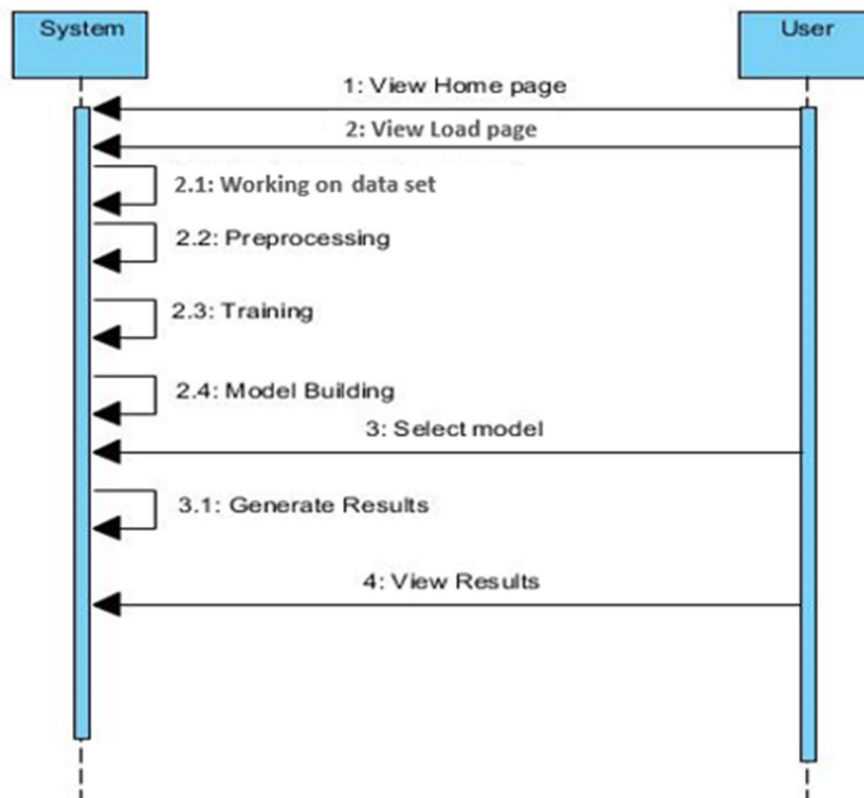 System
User
1: View Home page
2: View Load page
2.1: Working on data set
2.2: Preprocessing
2.3: Training
2.4: Model Building
3: Select model
3.1: Generate Results
4: View Results